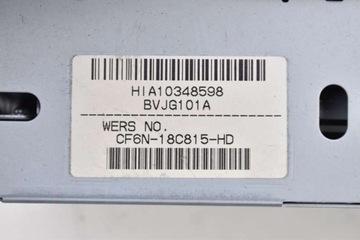 HIA10348598
BVJG101A
WERS NO.
CF6N-18C815-HD